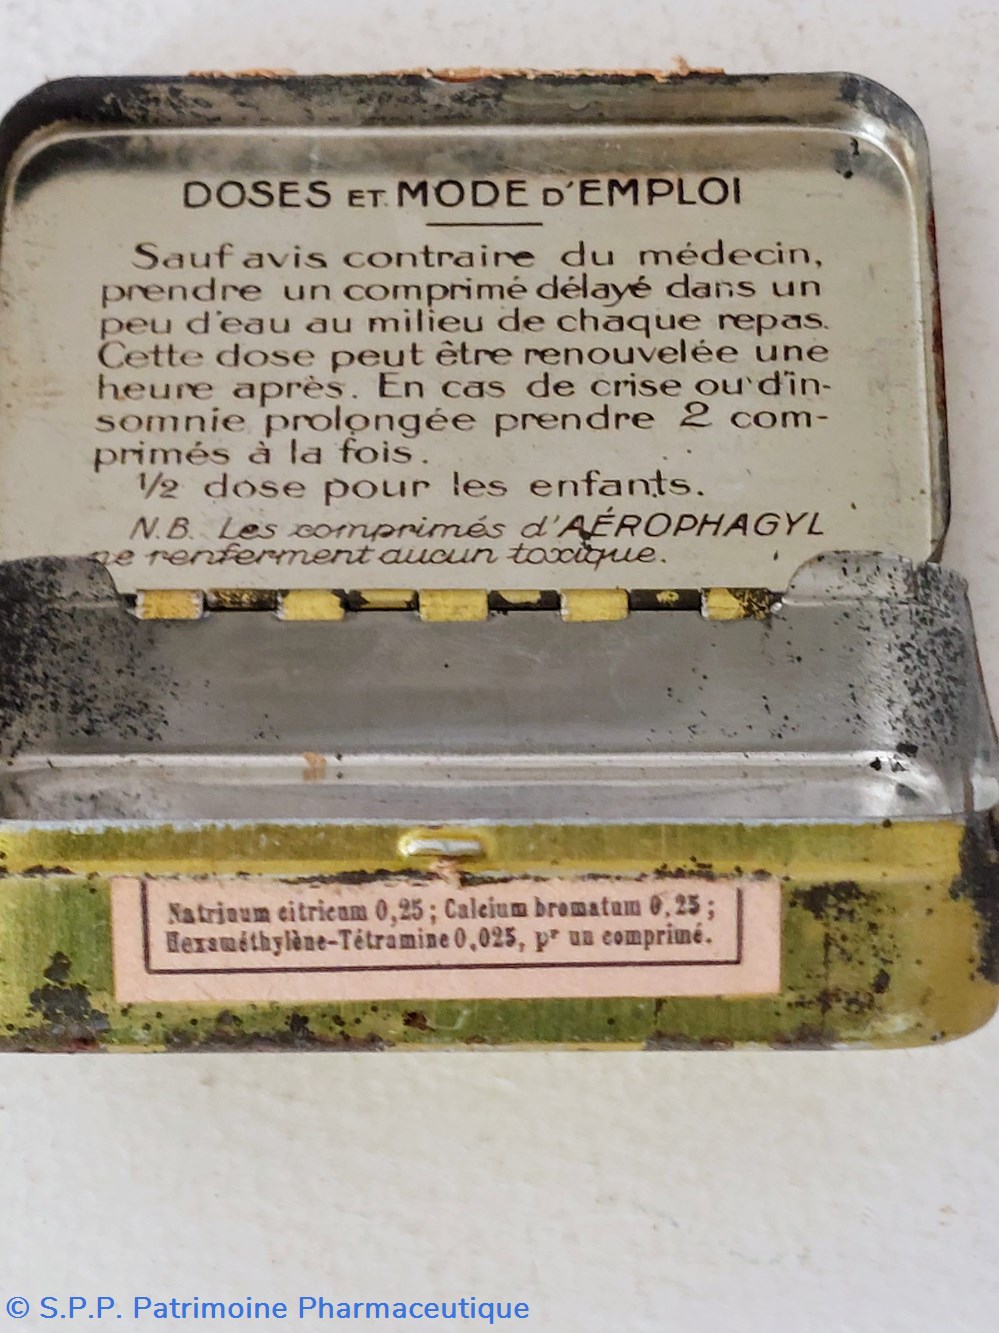 DOSES ET MODE D'EMPLOI
Sauf avis contraire du médecin,
prendre un comprimé délayé dans un
peu d'eau au milieu de chaque repas.
Cette dose peut être renouvelée une
heure après. En cas de crise ou d'in-
somnie prolongée prendre 2 com-
primés à la fois.
1/2 dose pour les enfants.
N.B. Les comprimés d'AÉROPHAGYL
ne renferment aucun toxique.
Natrinum citricum 0,25 ; Calcium bromatum 0,25 ;
Hexaméthylène-Tétramine 0,025, pr un comprimé.
© S.P.P. Patrimoine Pharmaceutique